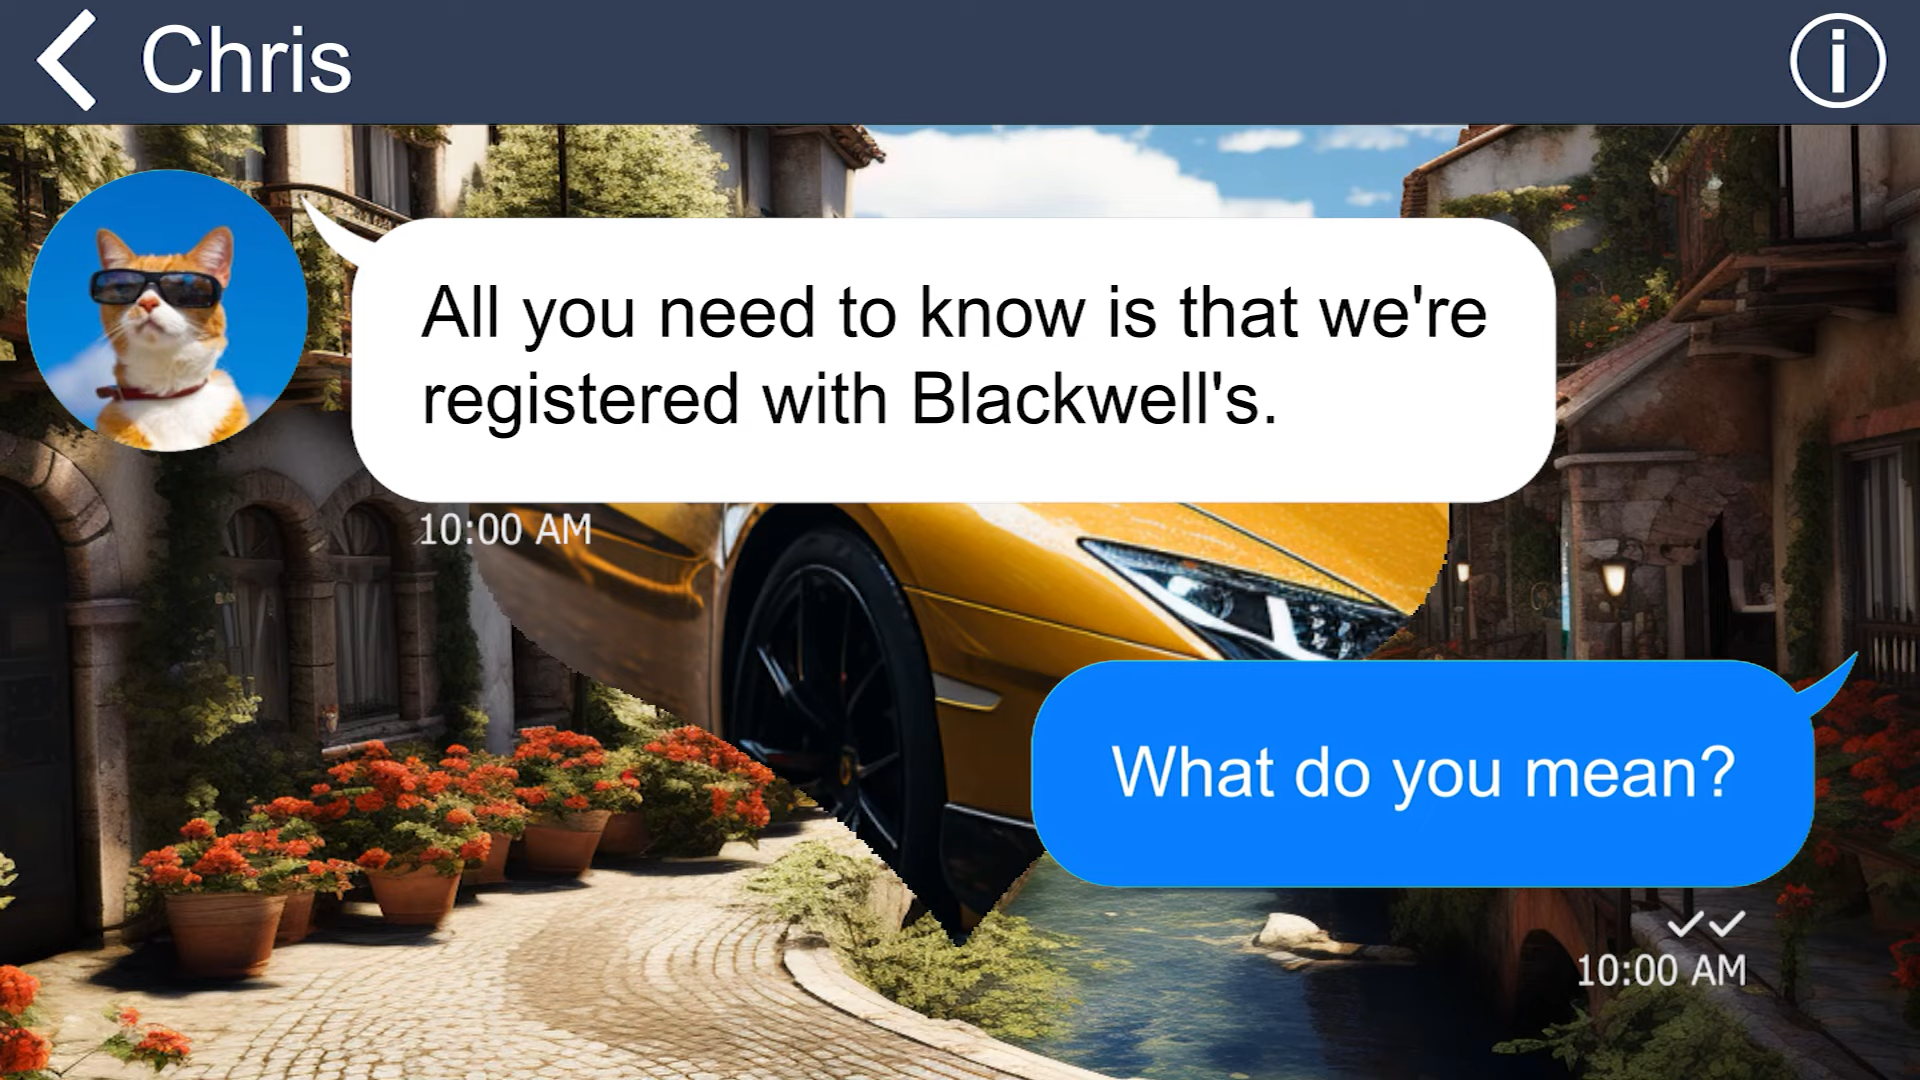 Chris
All you need to know is that we're
registered with Blackwell's.
10:00 AM
What do you mean?
10:00 AM